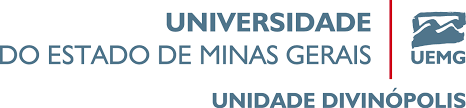 UNIVERSIDADE
DO ESTADO DE MINAS GERAIS
UEMG
UNIDADE DIVINÓPOLIS